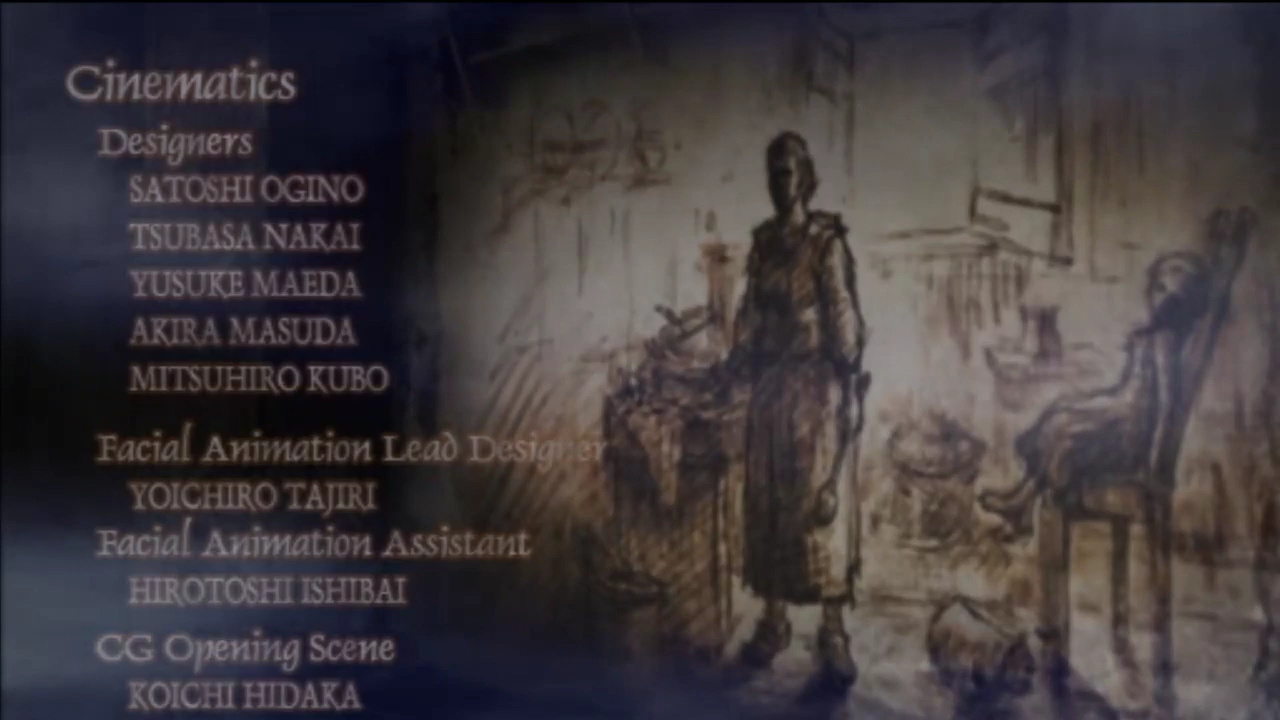 Cinematics
Designers
SATOSHI OGINO
TSUBASA NAKAI
YUSUKE MAEDA
AKIRA MASUDA
MITSUHIRO KUBO
Facial Animation Lead Designer
YOICHIRO TAJIRI
Facial Animation Assistant
HIROTOSHI ISHIBAI
CG Opening Scene
KOICHI HIDAKA